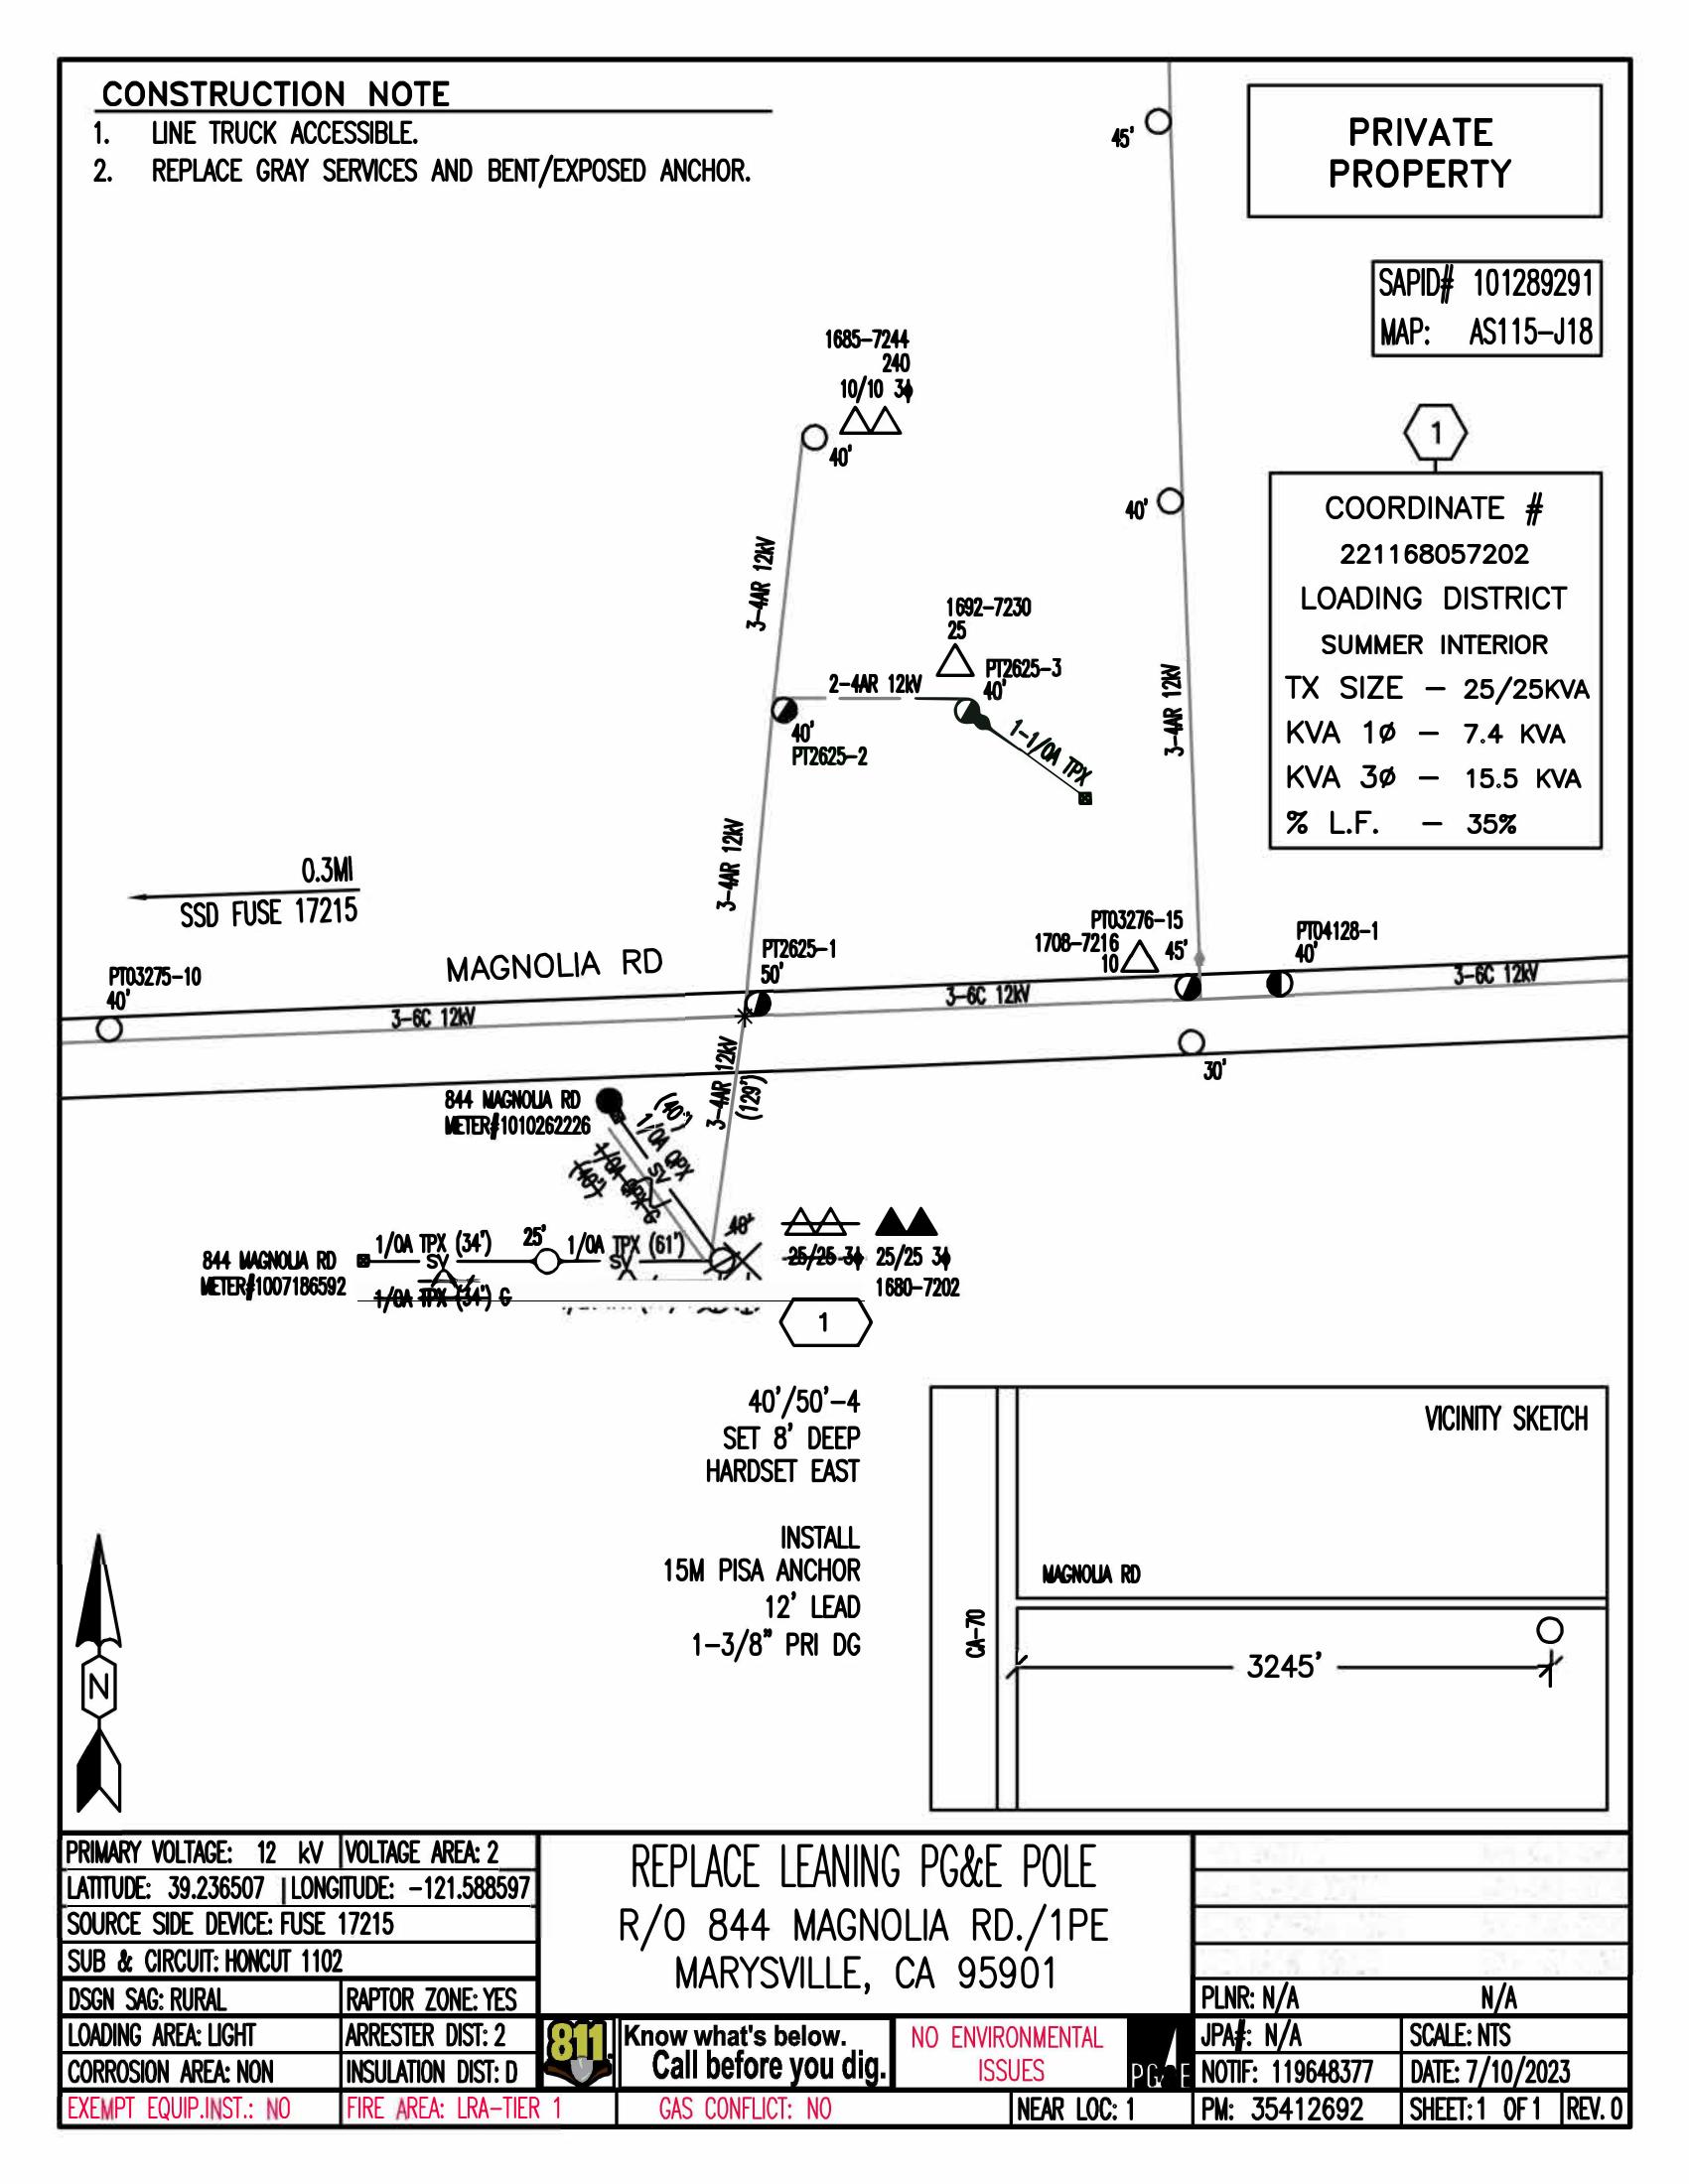 CONSTRUCTION NOTE
1. LINE TRUCK ACCESSIBLE.
2. REPLACE GRAY SERVICES AND BENT/EXPOSED ANCHOR.
PRIVATE
PROPERTY
SAPID# 101289291
MAP: AS115-J18
1
COORDINATE #
221168057202
LOADING DISTRICT
SUMMER INTERIOR
TX SIZE - 25/25KVA
KVA 1ø - 7.4 KVA
KVA 3ø - 15.5 KVA
% L.F. - 35%
45'
40'
3-4AR 12kV
1685-7244
240
10/10 3ϕ
40'
3-4AR 12kV
1692-7230
25
PT2625-3
40'
2-4AR 12kV
1-1/0A TPX
40'
PT2625-2
3-4AR 12kV
0.3MI
SSD FUSE 17215
MAGNOLIA RD
PT03275-10
40'
3-6C 12kV
PT2625-1
50'
3-6C 12kV
PT03276-15
1708-7216
10
45'
PT04128-1
40'
3-6C 12kV
30'
3-4AR 12kV
(129')
844 MAGNOLIA RD
METER#1010262226
(40')
1/0A QPX
SV
1/0A QPX G
(40')
844 MAGNOLIA RD
METER#1007186592
1/0A TPX (34')
SV
25'
1/0A TPX (61')
SV
1/0A TPX (34') G
40'
25/25 3ϕ
25/25 3ϕ
1680-7202
1
40'/50'-4
SET 8' DEEP
HARDSET EAST
INSTALL
15M PISA ANCHOR
12' LEAD
1-3/8" PRI DG
N
VICINITY SKETCH
MAGNOLIA RD
CA-70
3245'
PRIMARY VOLTAGE: 12 kV
VOLTAGE AREA: 2
LATITUDE: 39.236507
LONGITUDE: -121.588597
SOURCE SIDE DEVICE: FUSE 17215
SUB & CIRCUIT: HONCUT 1102
DSGN SAG: RURAL
RAPTOR ZONE: YES
LOADING AREA: LIGHT
ARRESTER DIST: 2
CORROSION AREA: NON
INSULATION DIST: D
EXEMPT EQUIP.INST.: NO
FIRE AREA: LRA-TIER 1
REPLACE LEANING PG&E POLE
R/O 844 MAGNOLIA RD./1PE
MARYSVILLE, CA 95901
811.
Know what's below.
Call before you dig.
NO ENVIRONMENTAL
ISSUES
PG&E
GAS CONFLICT: NO
NEAR LOC: 1
PLNR: N/A
N/A
JPA#: N/A
SCALE: NTS
NOTIF: 119648377
DATE: 7/10/2023
PM: 35412692
SHEET: 1 OF 1
REV. 0